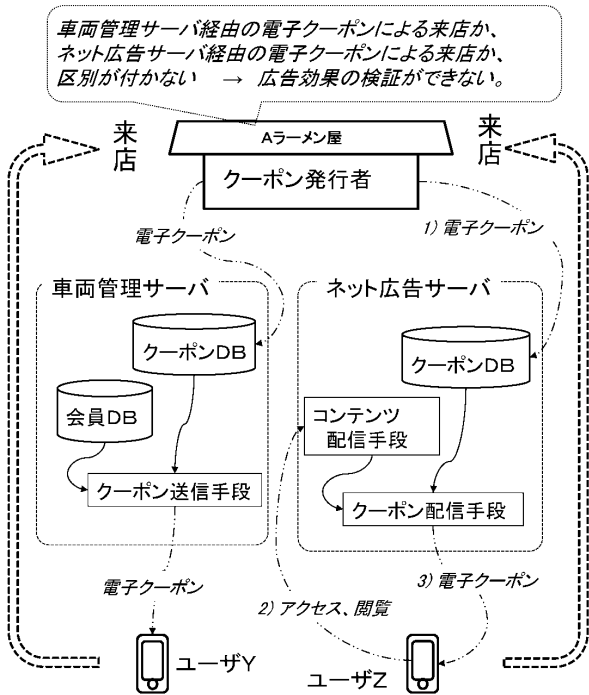 車両管理サーバ経由の電子クーポンによる来店か、
ネット広告サーバ経由の電子クーポンによる来店か、
区別が付かない → 広告効果の検証ができない。
来店
Aラーメン屋
来店
クーポン発行者
電子クーポン
1) 電子クーポン
車両管理サーバ
ネット広告サーバ
クーポンDB
クーポンDB
会員DB
コンテンツ
配信手段
クーポン送信手段
クーポン配信手段
電子クーポン
3) 電子クーポン
2) アクセス、閲覧
ユーザY
ユーザZ